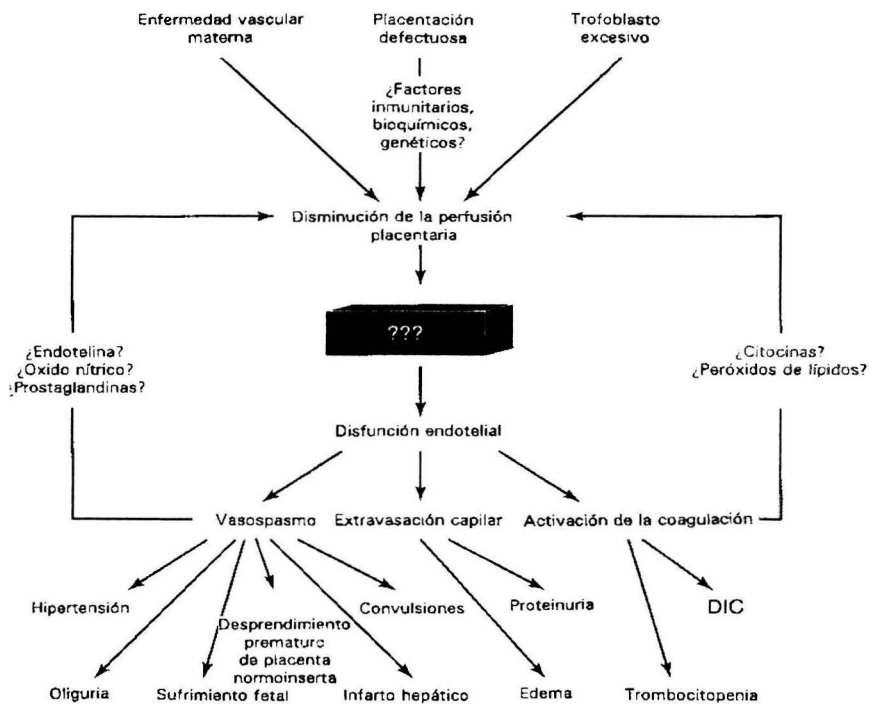 Enfermedad vascular
materna
Placentación
defectuosa
Trofoblasto
excesivo
¿Factores
inmunitarios,
bioquímicos,
genéticos?
Disminución de la perfusión
placentaria
???
¿Endotelina?
¿Oxido nítrico?
¿Prostaglandinas?
¿Citocinas?
¿Peróxidos de lípidos?
Disfunción endotelial
Vasospasmo
Extravasación capilar
Activación de la coagulación
Hipertensión
Desprendimiento
prematuro
de placenta
normoinserta
Convulsiones
Proteinuria
DIC
Oliguria
Sufrimiento fetal
Infarto hepático
Edema
Trombocitopenia